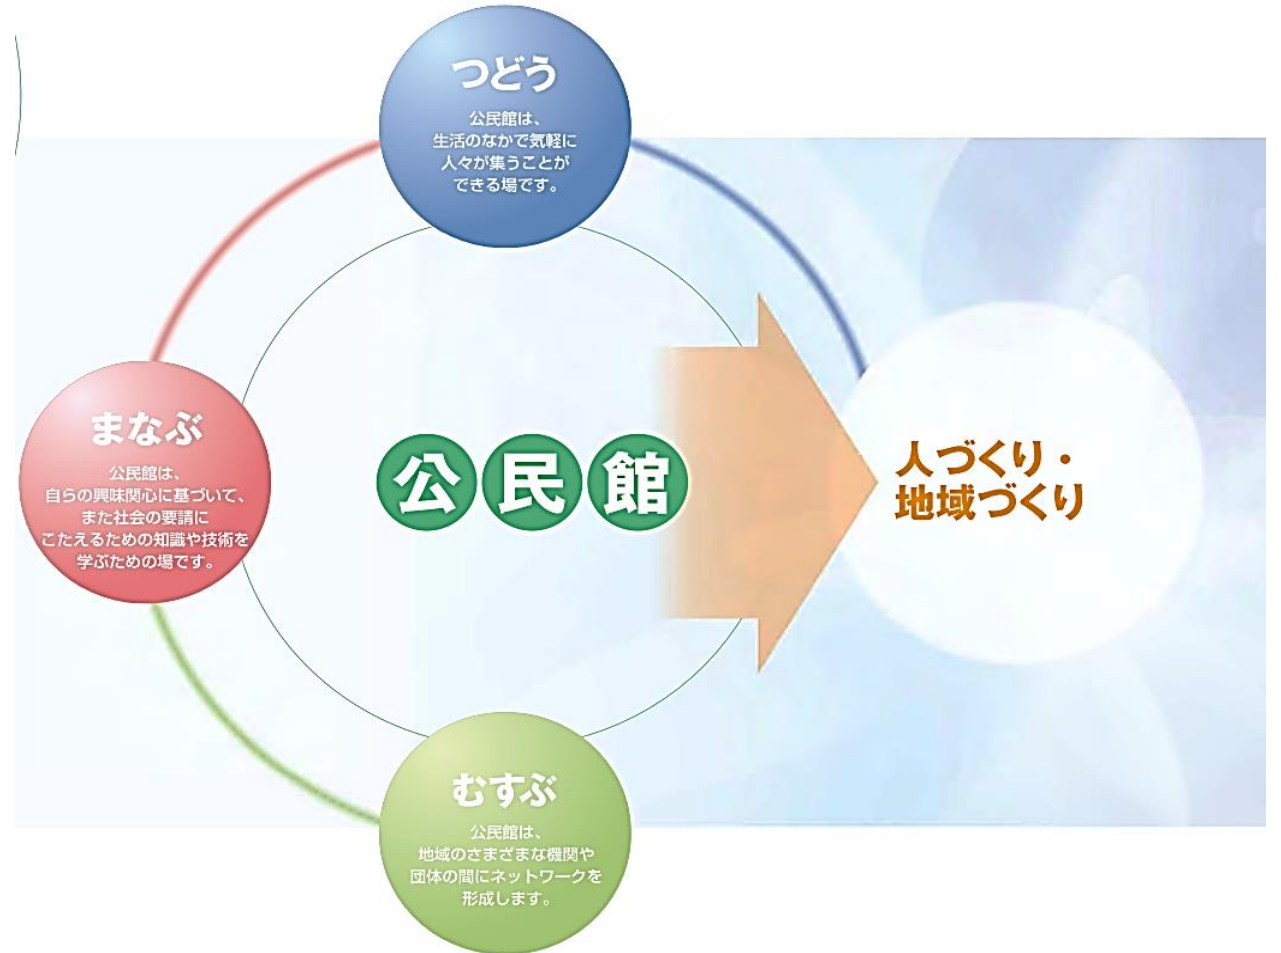 つどう
公民館は、
生活のなかで気軽に
人々が集うことが
できる場です。
まなぶ
公民館は、
自らの興味関心に基づいて、
また社会の要請に
こたえるための知識や技術を
学ぶための場です。
公民館
人づくり・
地域づくり
むすぶ
公民館は、
地域のさまざまな機関や
団体の間にネットワークを
形成します。